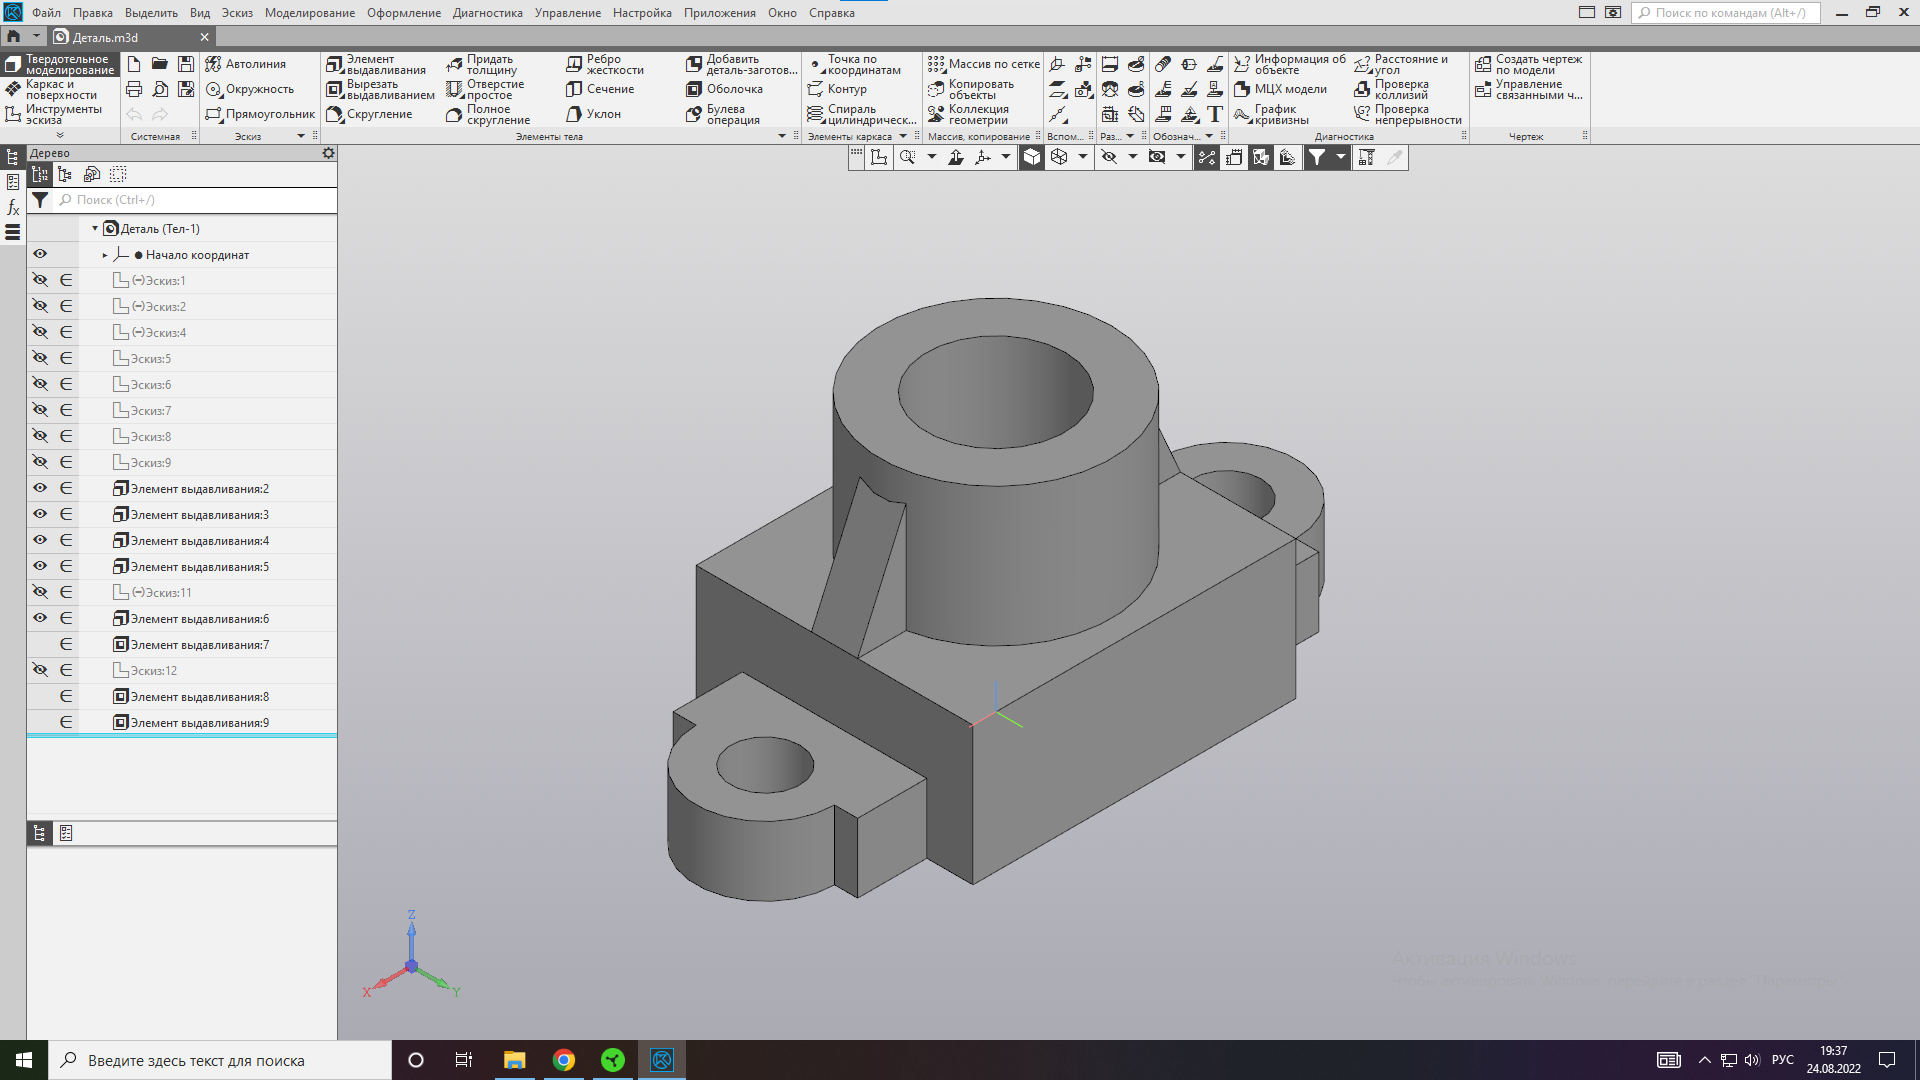 Файл Правка Выделить Вид Эскиз Моделирование Оформление Диагностика Управление Настройка Приложения Окно Справка Поиск по командам (Alt+/)
Деталь.m3d
Твердотельное моделирование
Каркас и поверхности
Инструменты эскиза
Системная
Автолиния
Окружность
Прямоугольник
Эскиз
Элемент выдавливания
Вырезать выдавливанием
Скругление
Придать толщину
Отверстие простое
Полное скругление
Ребро жесткости
Сечение
Уклон
Добавить деталь-заготов...
Оболочка
Булева операция
Элементы тела
Точка по координатам
Контур
Спираль цилиндрическ...
Элементы каркаса
Массив по сетке
Копировать объекты
Коллекция геометрии
Массив, копирование
Вспом...
Раз...
Обознач...
Информация об объекте
МЦХ модели
График кривизны
Расстояние и угол
Проверка коллизий
Проверка непрерывности
Диагностика
Создать чертеж по модели
Управление связанными ч...
Чертеж
Дерево
Поиск (Ctrl+/)
Деталь (Тел-1)
Начало координат
(−)Эскиз:1
(−)Эскиз:2
(−)Эскиз:4
Эскиз:5
Эскиз:6
Эскиз:7
Эскиз:8
Эскиз:9
Элемент выдавливания:2
Элемент выдавливания:3
Элемент выдавливания:4
Элемент выдавливания:5
(−)Эскиз:11
Элемент выдавливания:6
Элемент выдавливания:7
Эскиз:12
Элемент выдавливания:8
Элемент выдавливания:9
Z
X
Y
Активация Windows
Введите здесь текст для поиска
РУС
19:37
24.08.2022